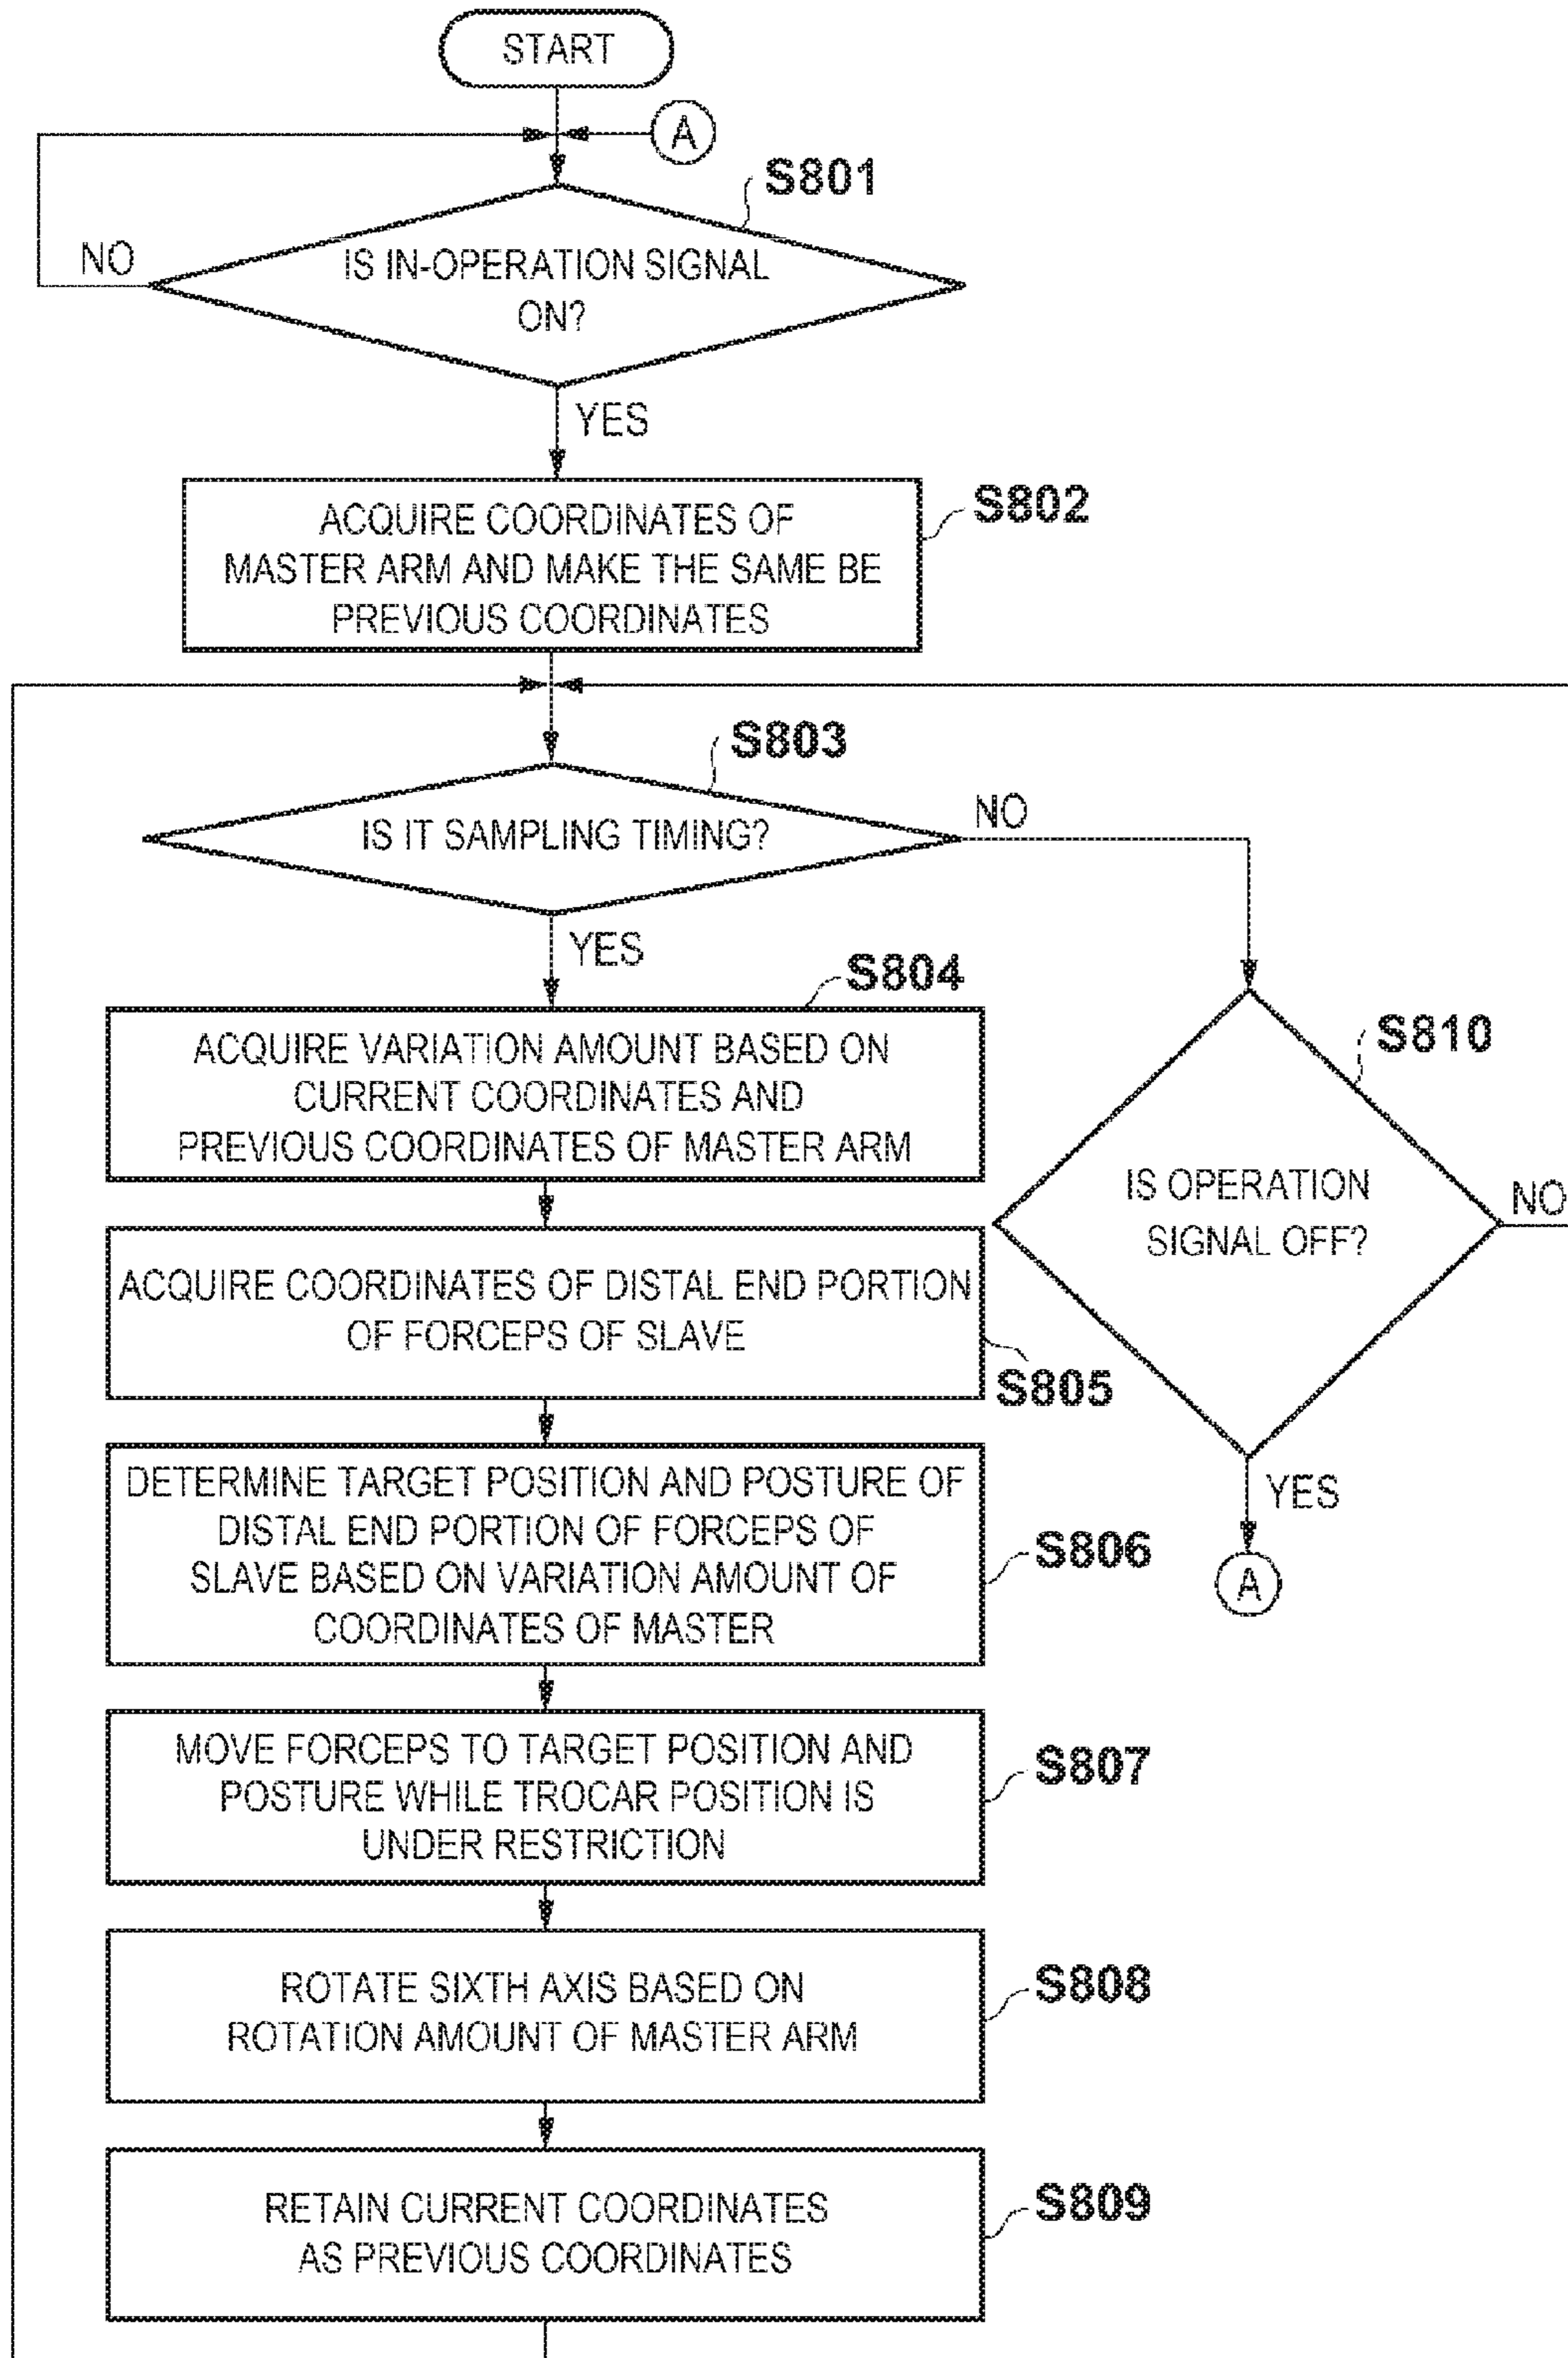 START
A
S801
NO
IS IN-OPERATION SIGNAL
ON?
YES
S802
ACQUIRE COORDINATES OF
MASTER ARM AND MAKE THE SAME BE
PREVIOUS COORDINATES
S803
IS IT SAMPLING TIMING?
NO
YES
S804
ACQUIRE VARIATION AMOUNT BASED ON
CURRENT COORDINATES AND
PREVIOUS COORDINATES OF MASTER ARM
S810
IS OPERATION
SIGNAL OFF?
NO
YES
A
ACQUIRE COORDINATES OF DISTAL END PORTION
OF FORCEPS OF SLAVE
S805
DETERMINE TARGET POSITION AND POSTURE OF
DISTAL END PORTION OF FORCEPS OF
SLAVE BASED ON VARIATION AMOUNT OF
COORDINATES OF MASTER
S806
MOVE FORCEPS TO TARGET POSITION AND
POSTURE WHILE TROCAR POSITION IS
UNDER RESTRICTION
S807
ROTATE SIXTH AXIS BASED ON
ROTATION AMOUNT OF MASTER ARM
S808
RETAIN CURRENT COORDINATES
AS PREVIOUS COORDINATES
S809